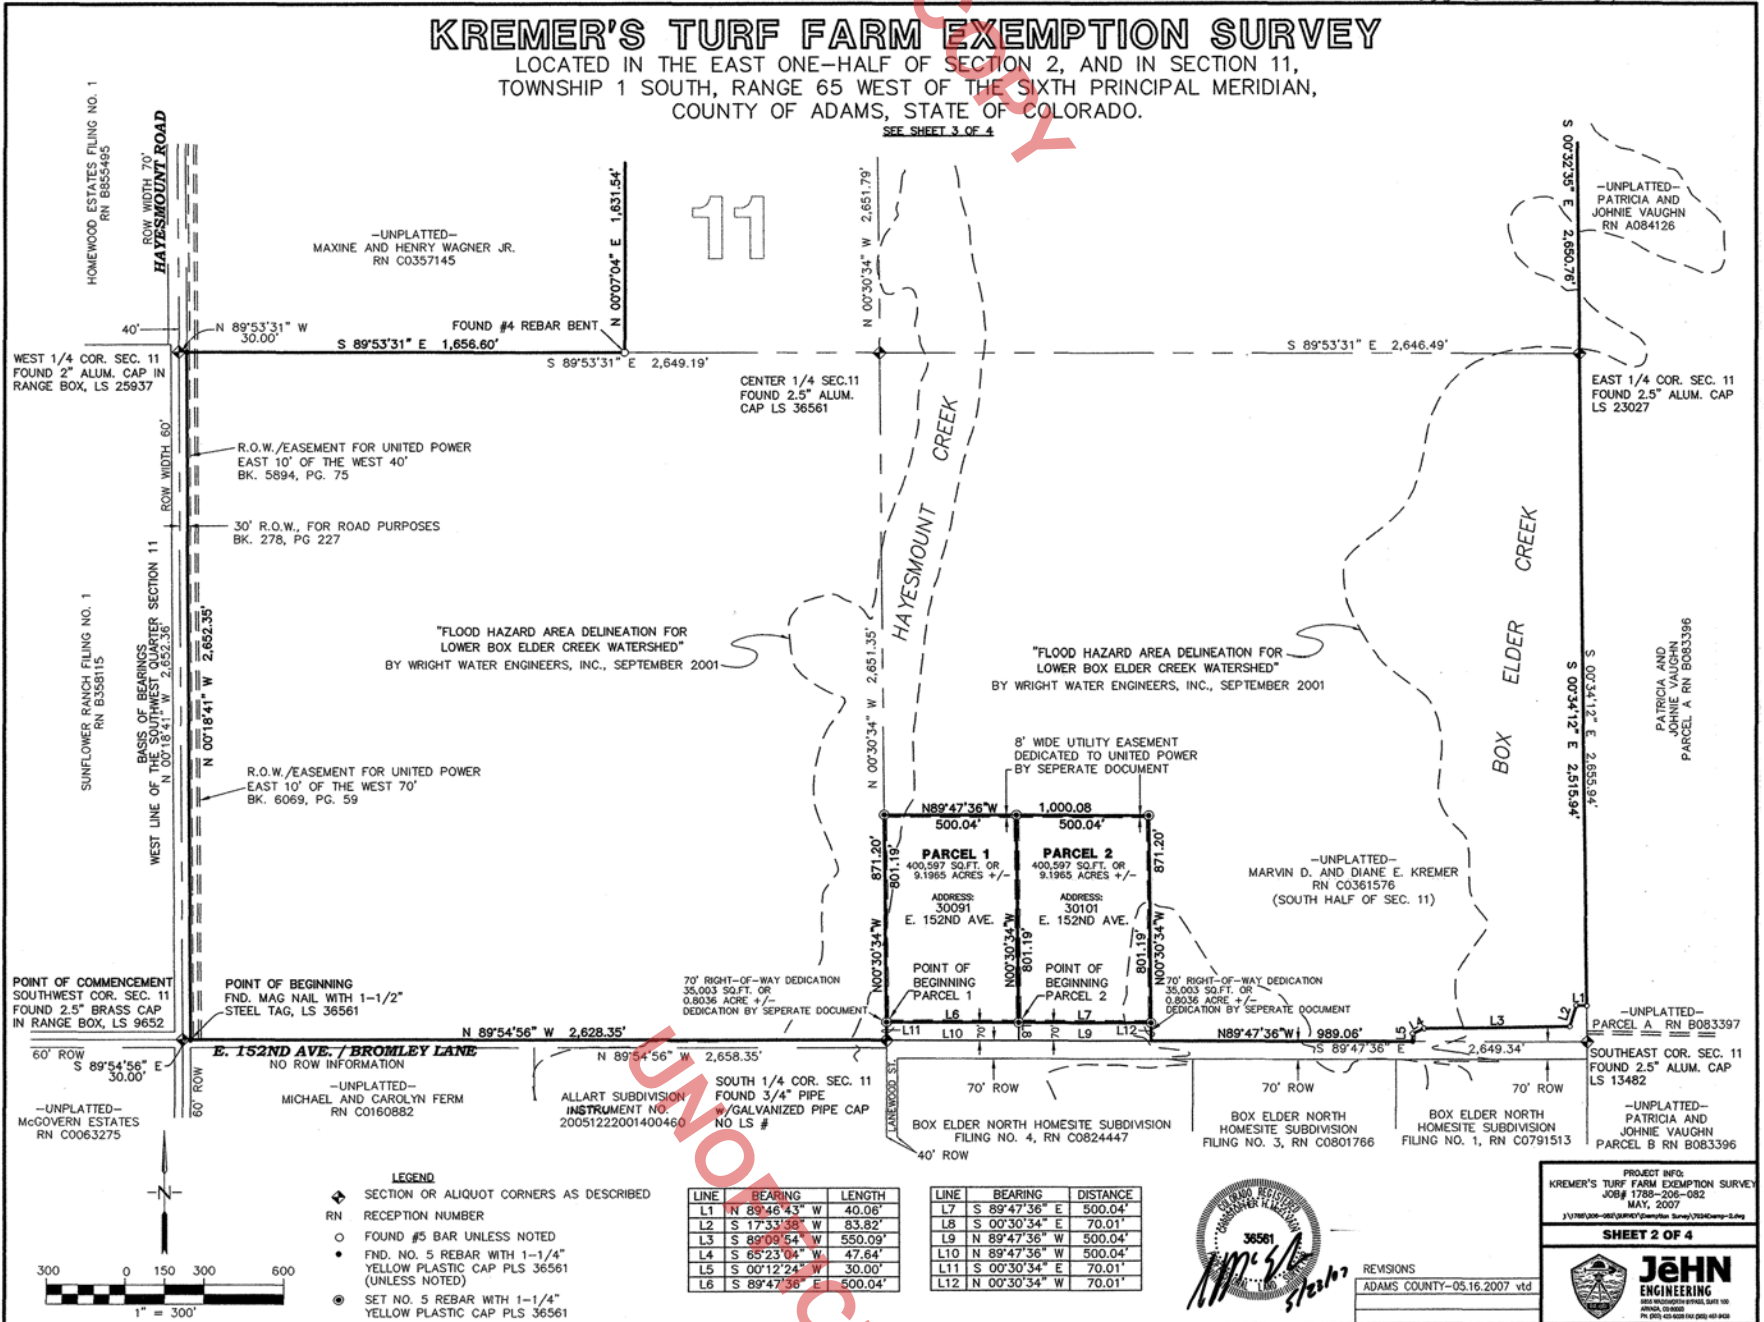 KREMER'S TURF FARM EXEMPTION SURVEY
LOCATED IN THE EAST ONE-HALF OF SECTION 2, AND IN SECTION 11,
TOWNSHIP 1 SOUTH, RANGE 65 WEST OF THE SIXTH PRINCIPAL MERIDIAN,
COUNTY OF ADAMS, STATE OF COLORADO.
SEE SHEET 3 OF 4
COPY
HOMEWOOD ESTATES FILING NO. 1
RN B855495
ROW WIDTH 70'
HAYESMOUNT ROAD
-UNPLATTED-
MAXINE AND HENRY WAGNER JR.
RN C0357145
N 00°07'04" E 1,631.54'
11
N 00°30'34" W 2,651.79'
S 00°32'35" E 2,650.76'
-UNPLATTED-
PATRICIA AND
JOHNIE VAUGHN
RN A084126
40'
N 89°53'31" W
30.00'
FOUND #4 REBAR BENT
S 89°53'31" E 1,656.60'
S 89°53'31" E 2,649.19'
S 89°53'31" E 2,646.49'
WEST 1/4 COR. SEC. 11
FOUND 2" ALUM. CAP IN
RANGE BOX, LS 25937
CENTER 1/4 SEC.11
FOUND 2.5" ALUM.
CAP LS 36561
EAST 1/4 COR. SEC. 11
FOUND 2.5" ALUM. CAP
LS 23027
ROW WIDTH 60'
R.O.W./EASEMENT FOR UNITED POWER
EAST 10' OF THE WEST 40'
BK. 5894, PG. 75
30' R.O.W., FOR ROAD PURPOSES
BK. 278, PG 227
HAYESMOUNT CREEK
BOX ELDER CREEK
SUNFLOWER RANCH FILING NO. 1
RN B358115
BASIS OF BEARINGS
WEST LINE OF THE SOUTHWEST QUARTER SECTION 11
N 00°18'41" W 2,652.36'
N 00°18'41" W 2,652.35'
"FLOOD HAZARD AREA DELINEATION FOR
LOWER BOX ELDER CREEK WATERSHED"
BY WRIGHT WATER ENGINEERS, INC., SEPTEMBER 2001
N 00°30'34" W 2,651.35'
"FLOOD HAZARD AREA DELINEATION FOR
LOWER BOX ELDER CREEK WATERSHED"
BY WRIGHT WATER ENGINEERS, INC., SEPTEMBER 2001
S 00°34'12" E 2,655.94'
S 00°34'12" E 2,515.94'
PATRICIA AND
JOHNIE VAUGHN
PARCEL A RN B083396
R.O.W./EASEMENT FOR UNITED POWER
EAST 10' OF THE WEST 70'
BK. 6069, PG. 59
8' WIDE UTILITY EASEMENT
DEDICATED TO UNITED POWER
BY SEPERATE DOCUMENT
N89°47'36"W 1,000.08
500.04'
500.04'
871.20'
801.19'
N00°30'34"W
PARCEL 1
400,597 SQ.FT. OR
9.1965 ACRES +/-
ADDRESS:
30091
E. 152ND AVE.
POINT OF
BEGINNING
PARCEL 1
N00°30'34"W
801.19'
PARCEL 2
400,597 SQ.FT. OR
9.1965 ACRES +/-
ADDRESS:
30101
E. 152ND AVE.
POINT OF
BEGINNING
PARCEL 2
801.19'
871.20'
N00°30'34"W
-UNPLATTED-
MARVIN D. AND DIANE E. KREMER
RN C0361576
(SOUTH HALF OF SEC. 11)
POINT OF COMMENCEMENT
SOUTHWEST COR. SEC. 11
FOUND 2.5" BRASS CAP
IN RANGE BOX, LS 9652
POINT OF BEGINNING
FND. MAG NAIL WITH 1-1/2"
STEEL TAG, LS 36561
70' RIGHT-OF-WAY DEDICATION
35,003 SQ.FT. OR
0.8036 ACRE +/-
DEDICATION BY SEPERATE DOCUMENT
70' RIGHT-OF-WAY DEDICATION
35,003 SQ.FT. OR
0.8036 ACRE +/-
DEDICATION BY SEPERATE DOCUMENT
L6
L7
L11
L10
70'
L8
70'
L9
L12
L5
L4
L3
L2
L1
N 89°54'56" W 2,628.35'
N89°47'36"W 989.06'
S 89°47'36" E 2,649.34'
N 89°54'56" W 2,658.35'
-UNPLATTED-
PARCEL A RN B083397
SOUTHEAST COR. SEC. 11
FOUND 2.5" ALUM. CAP
LS 13482
60' ROW
S 89°54'56" E
30.00'
60' ROW
E. 152ND AVE. / BROMLEY LANE
NO ROW INFORMATION
-UNPLATTED-
MICHAEL AND CAROLYN FERM
RN C0160882
-UNPLATTED-
McGOVERN ESTATES
RN C0063275
ALLART SUBDIVISION
INSTRUMENT NO.
20051222001400460
SOUTH 1/4 COR. SEC. 11
FOUND 3/4" PIPE
W/GALVANIZED PIPE CAP
NO LS #
LANEWOOD ST.
40' ROW
70' ROW
BOX ELDER NORTH HOMESITE SUBDIVISION
FILING NO. 4, RN C0824447
70' ROW
BOX ELDER NORTH
HOMESITE SUBDIVISION
FILING NO. 3, RN C0801766
70' ROW
BOX ELDER NORTH
HOMESITE SUBDIVISION
FILING NO. 1, RN C0791513
-UNPLATTED-
PATRICIA AND
JOHNIE VAUGHN
PARCEL B RN B083396
-N-
300 0 150 300 600
1" = 300'
LEGEND
SECTION OR ALIQUOT CORNERS AS DESCRIBED
RN RECEPTION NUMBER
FOUND #5 BAR UNLESS NOTED
FND. NO. 5 REBAR WITH 1-1/4"
YELLOW PLASTIC CAP PLS 36561
(UNLESS NOTED)
SET NO. 5 REBAR WITH 1-1/4"
YELLOW PLASTIC CAP PLS 36561
UNOFFIC
LINE BEARING LENGTH
L1 N 89°46'43" W 40.06'
L2 S 17°33'38" W 83.82'
L3 S 89°09'54" W 550.09'
L4 S 65°23'04" W 47.64'
L5 S 00°12'24" W 30.00'
L6 S 89°47'36" E 500.04'
LINE BEARING DISTANCE
L7 S 89°47'36" E 500.04'
L8 S 00°30'34" E 70.01'
L9 N 89°47'36" W 500.04'
L10 N 89°47'36" W 500.04'
L11 S 00°30'34" E 70.01'
L12 N 00°30'34" W 70.01'
COLORADO REGISTERED
36561
5/23/07
REVISIONS
ADAMS COUNTY-05.16.2007 vtd
PROJECT INFO:
KREMER'S TURF FARM EXEMPTION SURVEY
JOB# 1788-206-082
MAY, 2007
SHEET 2 OF 4
JEHN
ENGINEERING